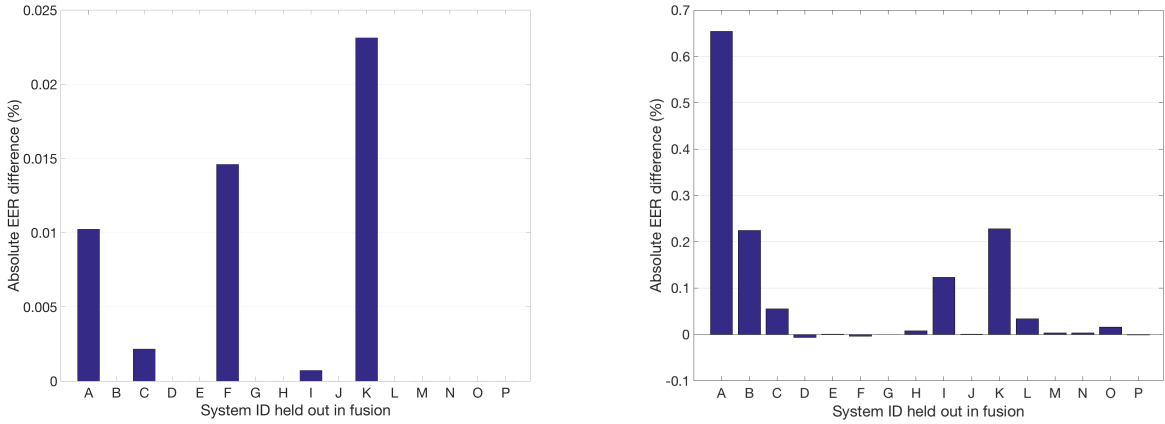 Absolute EER difference (%)
0.025
0.02
0.015
0.01
0.005
0
A B C D E F G H I J K L M N O P
System ID held out in fusion
Absolute EER difference (%)
0.7
0.6
0.5
0.4
0.3
0.2
0.1
0
-0.1
A B C D E F G H I J K L M N O P
System ID held out in fusion